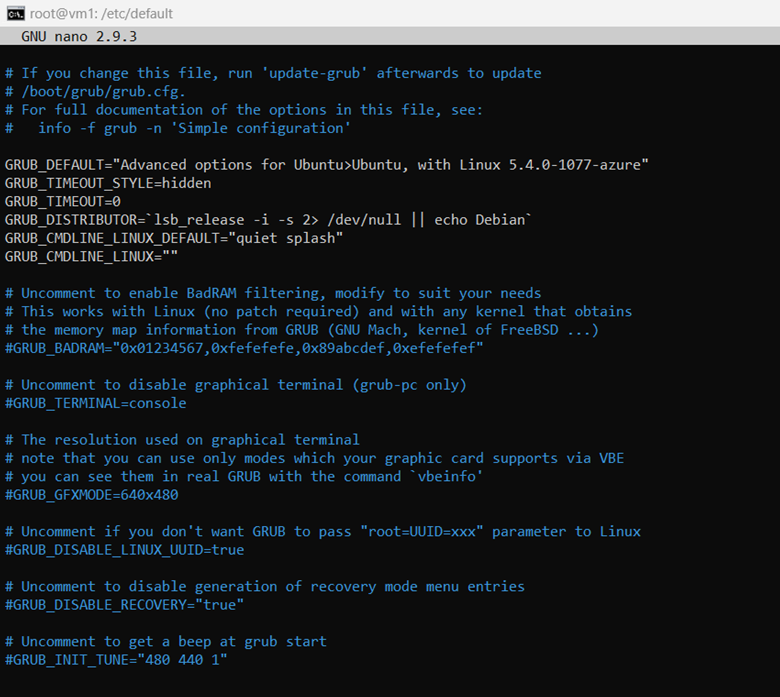 root@vm1: /etc/default
GNU nano 2.9.3
# If you change this file, run 'update-grub' afterwards to update
# /boot/grub/grub.cfg.
# For full documentation of the options in this file, see:
#   info -f grub -n 'Simple configuration'
GRUB_DEFAULT="Advanced options for Ubuntu>Ubuntu, with Linux 5.4.0-1077-azure"
GRUB_TIMEOUT_STYLE=hidden
GRUB_TIMEOUT=0
GRUB_DISTRIBUTOR=`lsb_release -i -s 2> /dev/null || echo Debian`
GRUB_CMDLINE_LINUX_DEFAULT="quiet splash"
GRUB_CMDLINE_LINUX=""
# Uncomment to enable BadRAM filtering, modify to suit your needs
# This works with Linux (no patch required) and with any kernel that obtains
# the memory map information from GRUB (GNU Mach, kernel of FreeBSD ...)
#GRUB_BADRAM="0x01234567,0xfefefefe,0x89abcdef,0xefefefef"
# Uncomment to disable graphical terminal (grub-pc only)
#GRUB_TERMINAL=console
# The resolution used on graphical terminal
# note that you can use only modes which your graphic card supports via VBE
# you can see them in real GRUB with the command `vbeinfo'
#GRUB_GFXMODE=640x480
# Uncomment if you don't want GRUB to pass "root=UUID=xxx" parameter to Linux
#GRUB_DISABLE_LINUX_UUID=true
# Uncomment to disable generation of recovery mode menu entries
#GRUB_DISABLE_RECOVERY="true"
# Uncomment to get a beep at grub start
#GRUB_INIT_TUNE="480 440 1"